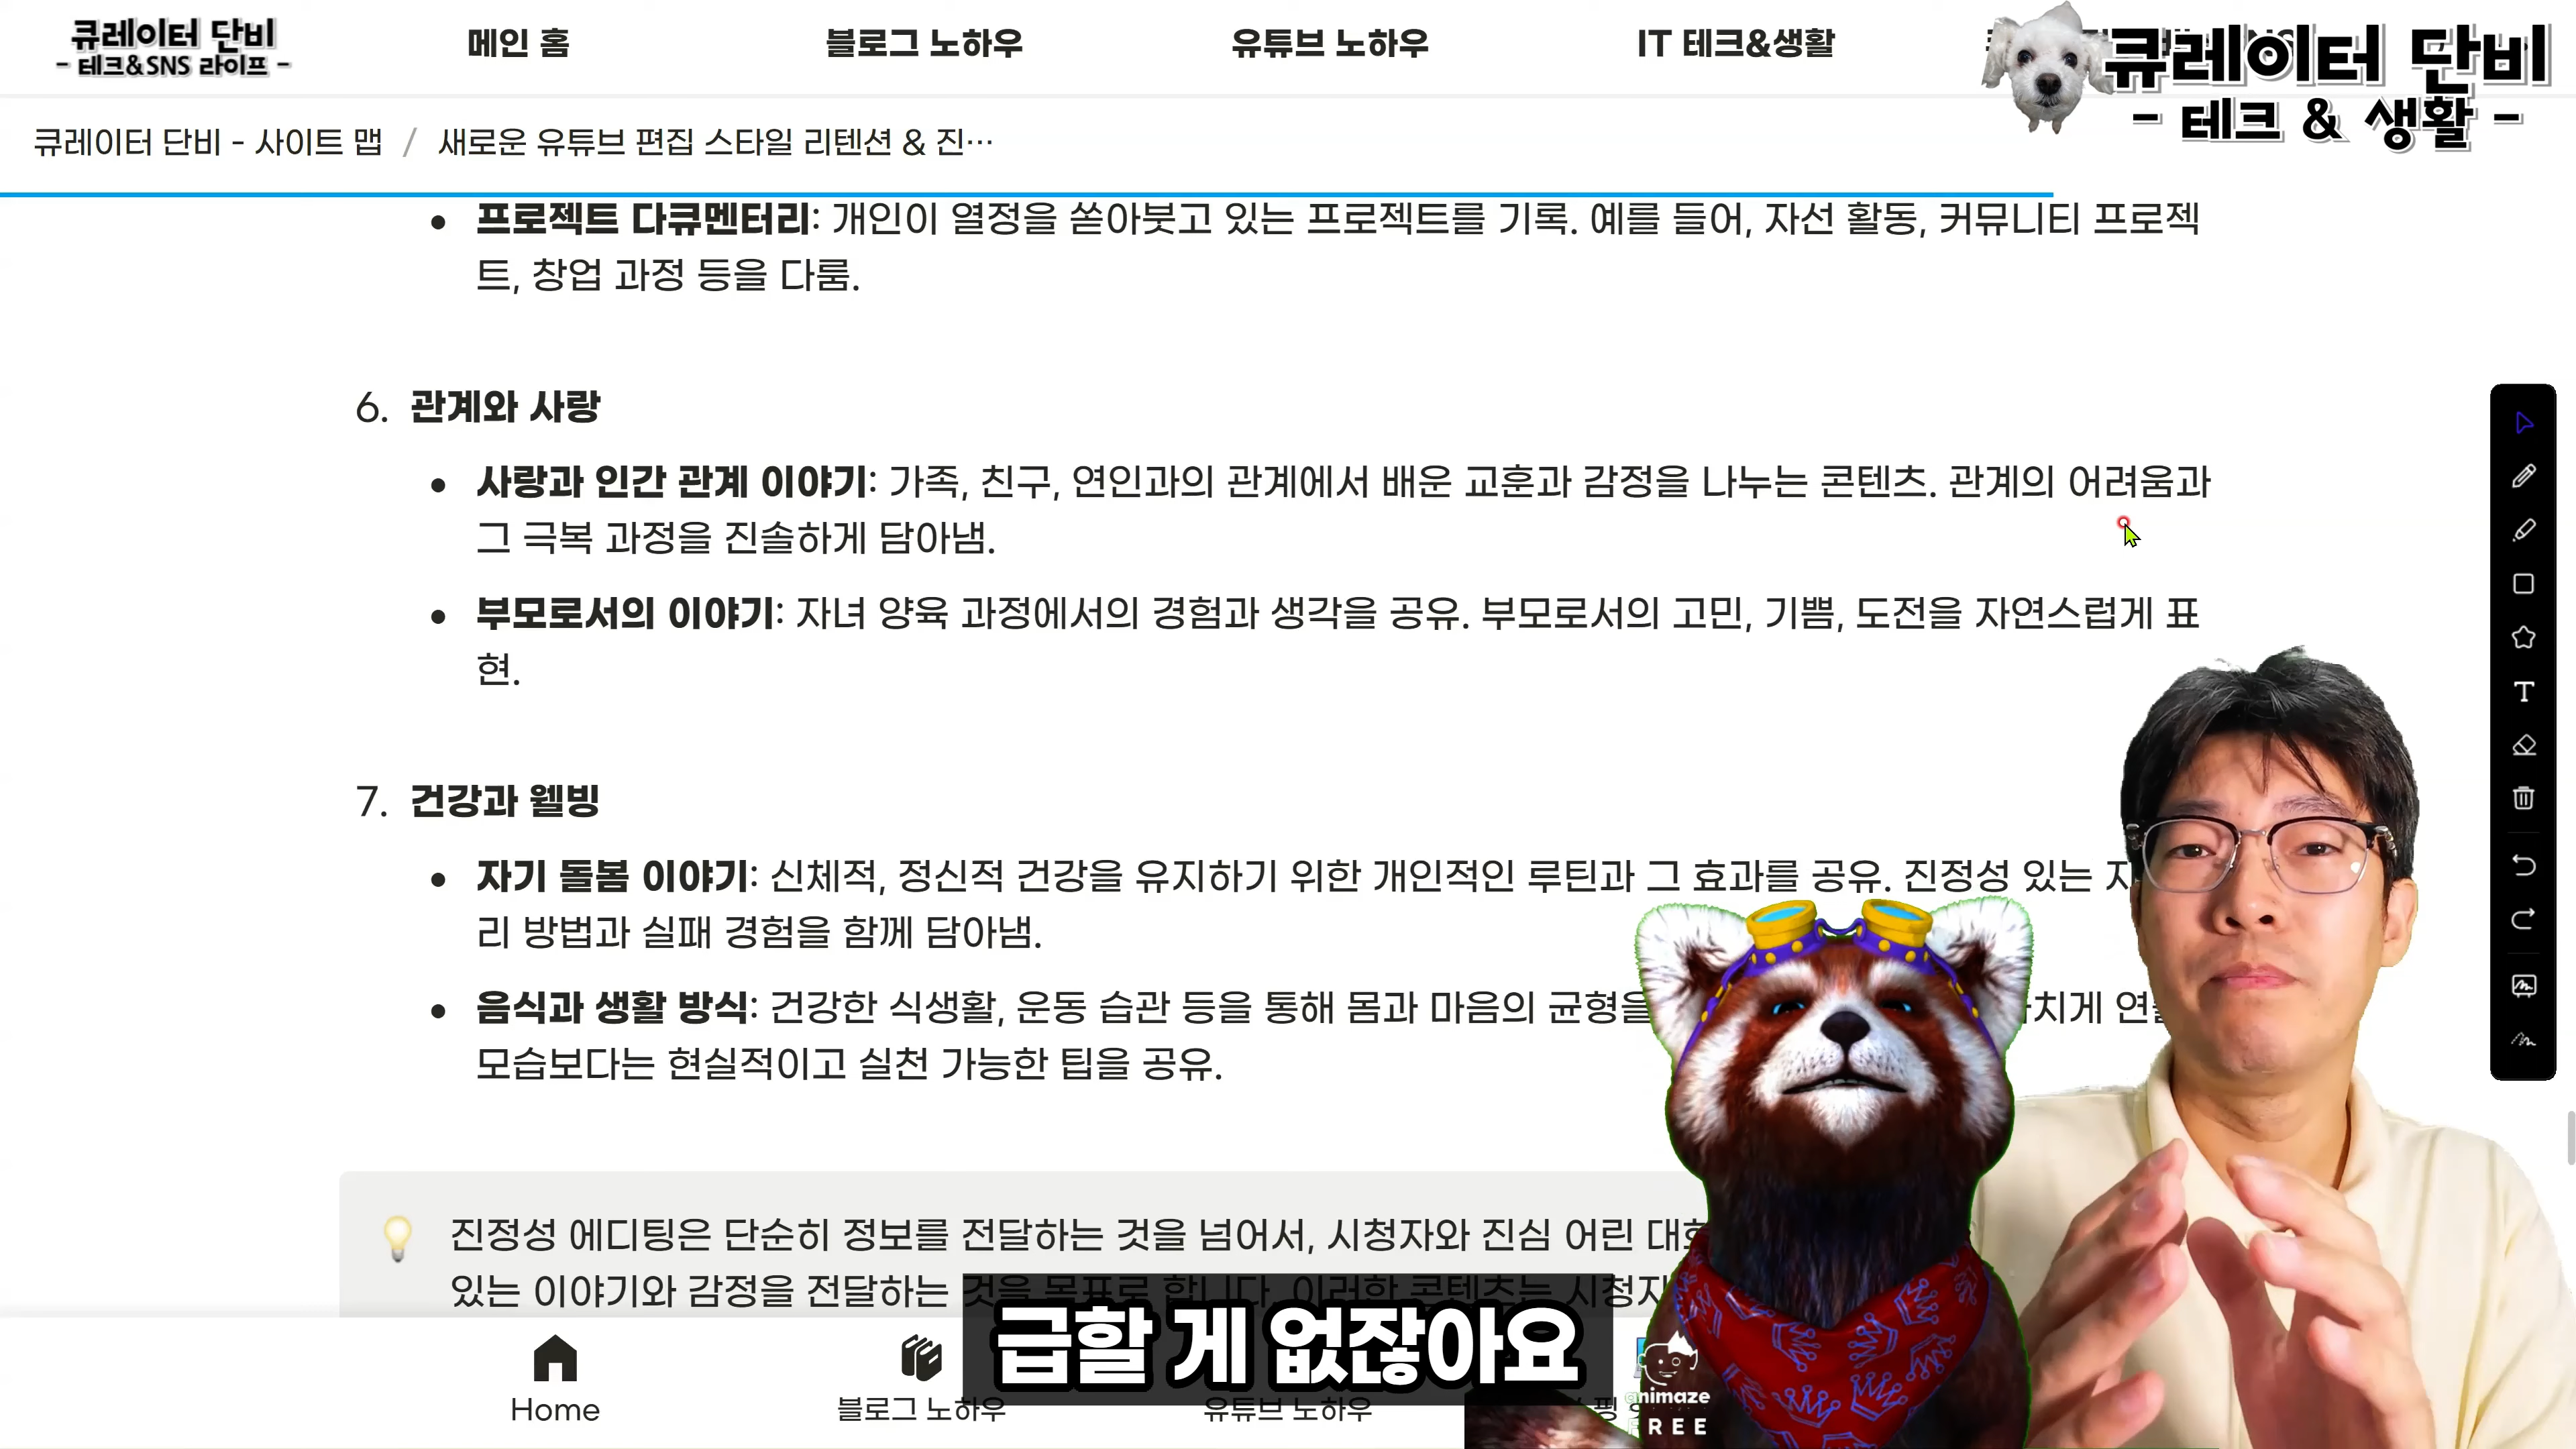 큐레이터 단비
- 테크&SNS 라이프 -
메인 홈
블로그 노하우
유튜브 노하우
IT 테크&생활
큐레이터 단비
- 테크 & 생활 -
큐레이터 단비 - 사이트 맵 / 새로운 유튜브 편집 스타일 리텐션 & 진…
• 프로젝트 다큐멘터리: 개인이 열정을 쏟아붓고 있는 프로젝트를 기록. 예를 들어, 자선 활동, 커뮤니티 프로젝
트, 창업 과정 등을 다룸.
6. 관계와 사랑
• 사랑과 인간 관계 이야기: 가족, 친구, 연인과의 관계에서 배운 교훈과 감정을 나누는 콘텐츠. 관계의 어려움과
그 극복 과정을 진솔하게 담아냄.
• 부모로서의 이야기: 자녀 양육 과정에서의 경험과 생각을 공유. 부모로서의 고민, 기쁨, 도전을 자연스럽게 표
현.
7. 건강과 웰빙
• 자기 돌봄 이야기: 신체적, 정신적 건강을 유지하기 위한 개인적인 루틴과 그 효과를 공유. 진정성 있는
리 방법과 실패 경험을 함께 담아냄.
• 음식과 생활 방식: 건강한 식생활, 운동 습관 등을 통해 몸과 마음의 균형을
모습보다는 현실적이고 실천 가능한 팁을 공유.
진정성 에디팅은 단순히 정보를 전달하는 것을 넘어서, 시청자와 진심 어린
있는 이야기와 감정을 전달하는 것을 목표로 합니다. 이러한 콘텐츠는
급할 게 없잖아요
Home
블로그 노하우
유튜브 노하우
animaze
FREE